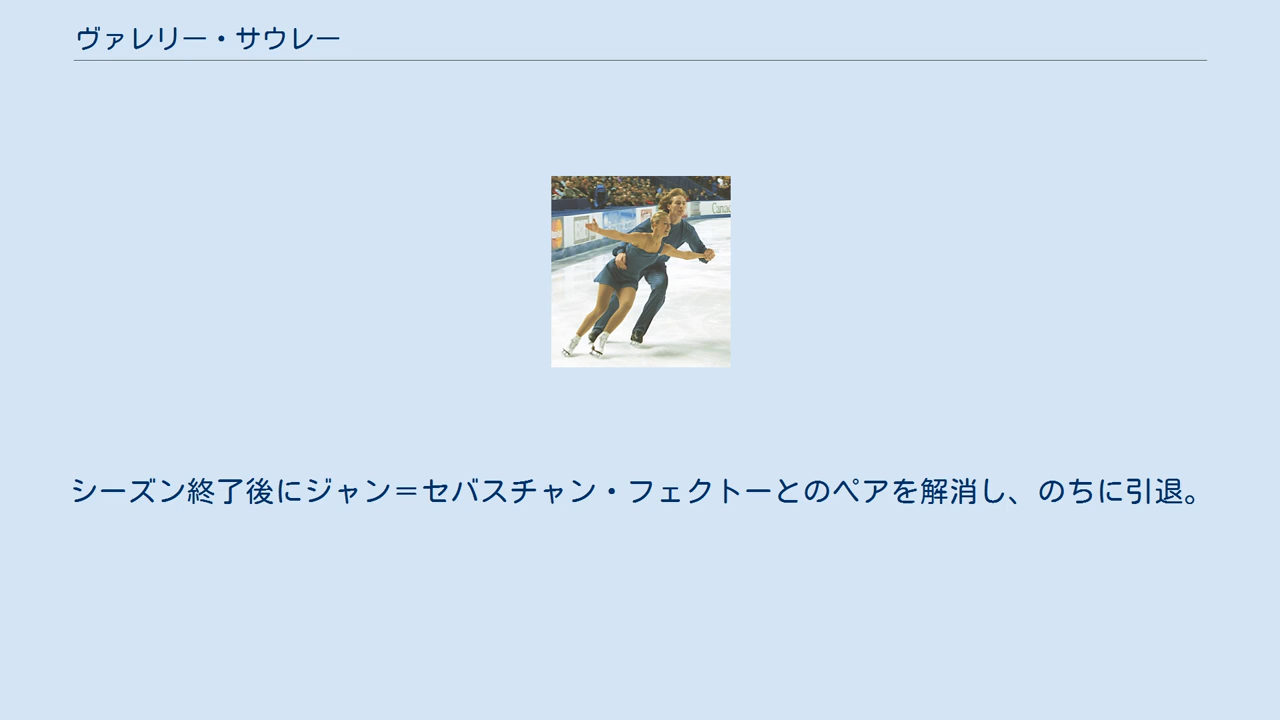 ヴァレリー・サウレー
シーズン終了後にジャン＝セバスチャン・フェクトーとのペアを解消し、のちに引退。